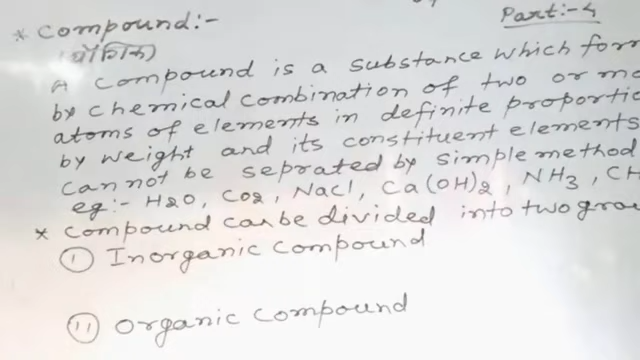 Part:- 4
* Compound:-
(यौगिक)
A compound is a substance which form
by chemical combination of two or mo
atoms of elements in definite proportio
by weight and its constituent elements
cannot be seprated by simple method
eg:- H2O, CO2, NaCl, Ca(OH)2, NH3, CH
* Compound can be divided into two grou
(i) Inorganic compound
(ii) Organic compound